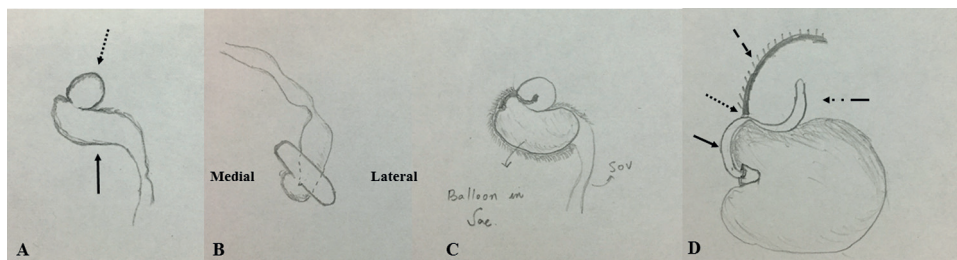 A
Medial
Lateral
B
SOV
Balloon in
Sac.
C
D